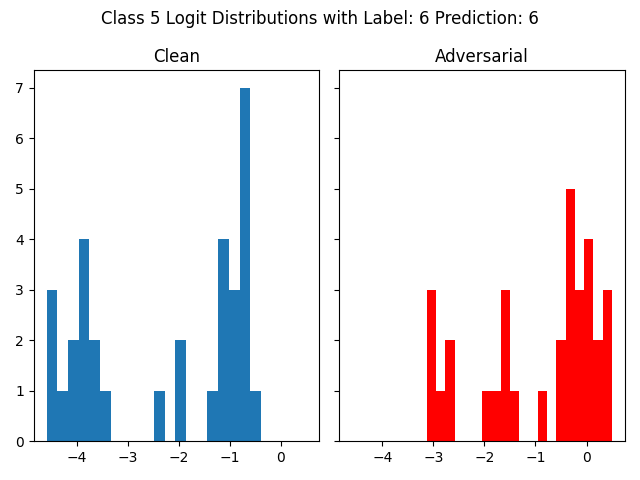 Class 5 Logit Distributions with Label: 6 Prediction: 6
Clean
Adversarial
7
6
5
4
3
2
1
0
−4 −3 −2 −1 0
−4 −3 −2 −1 0